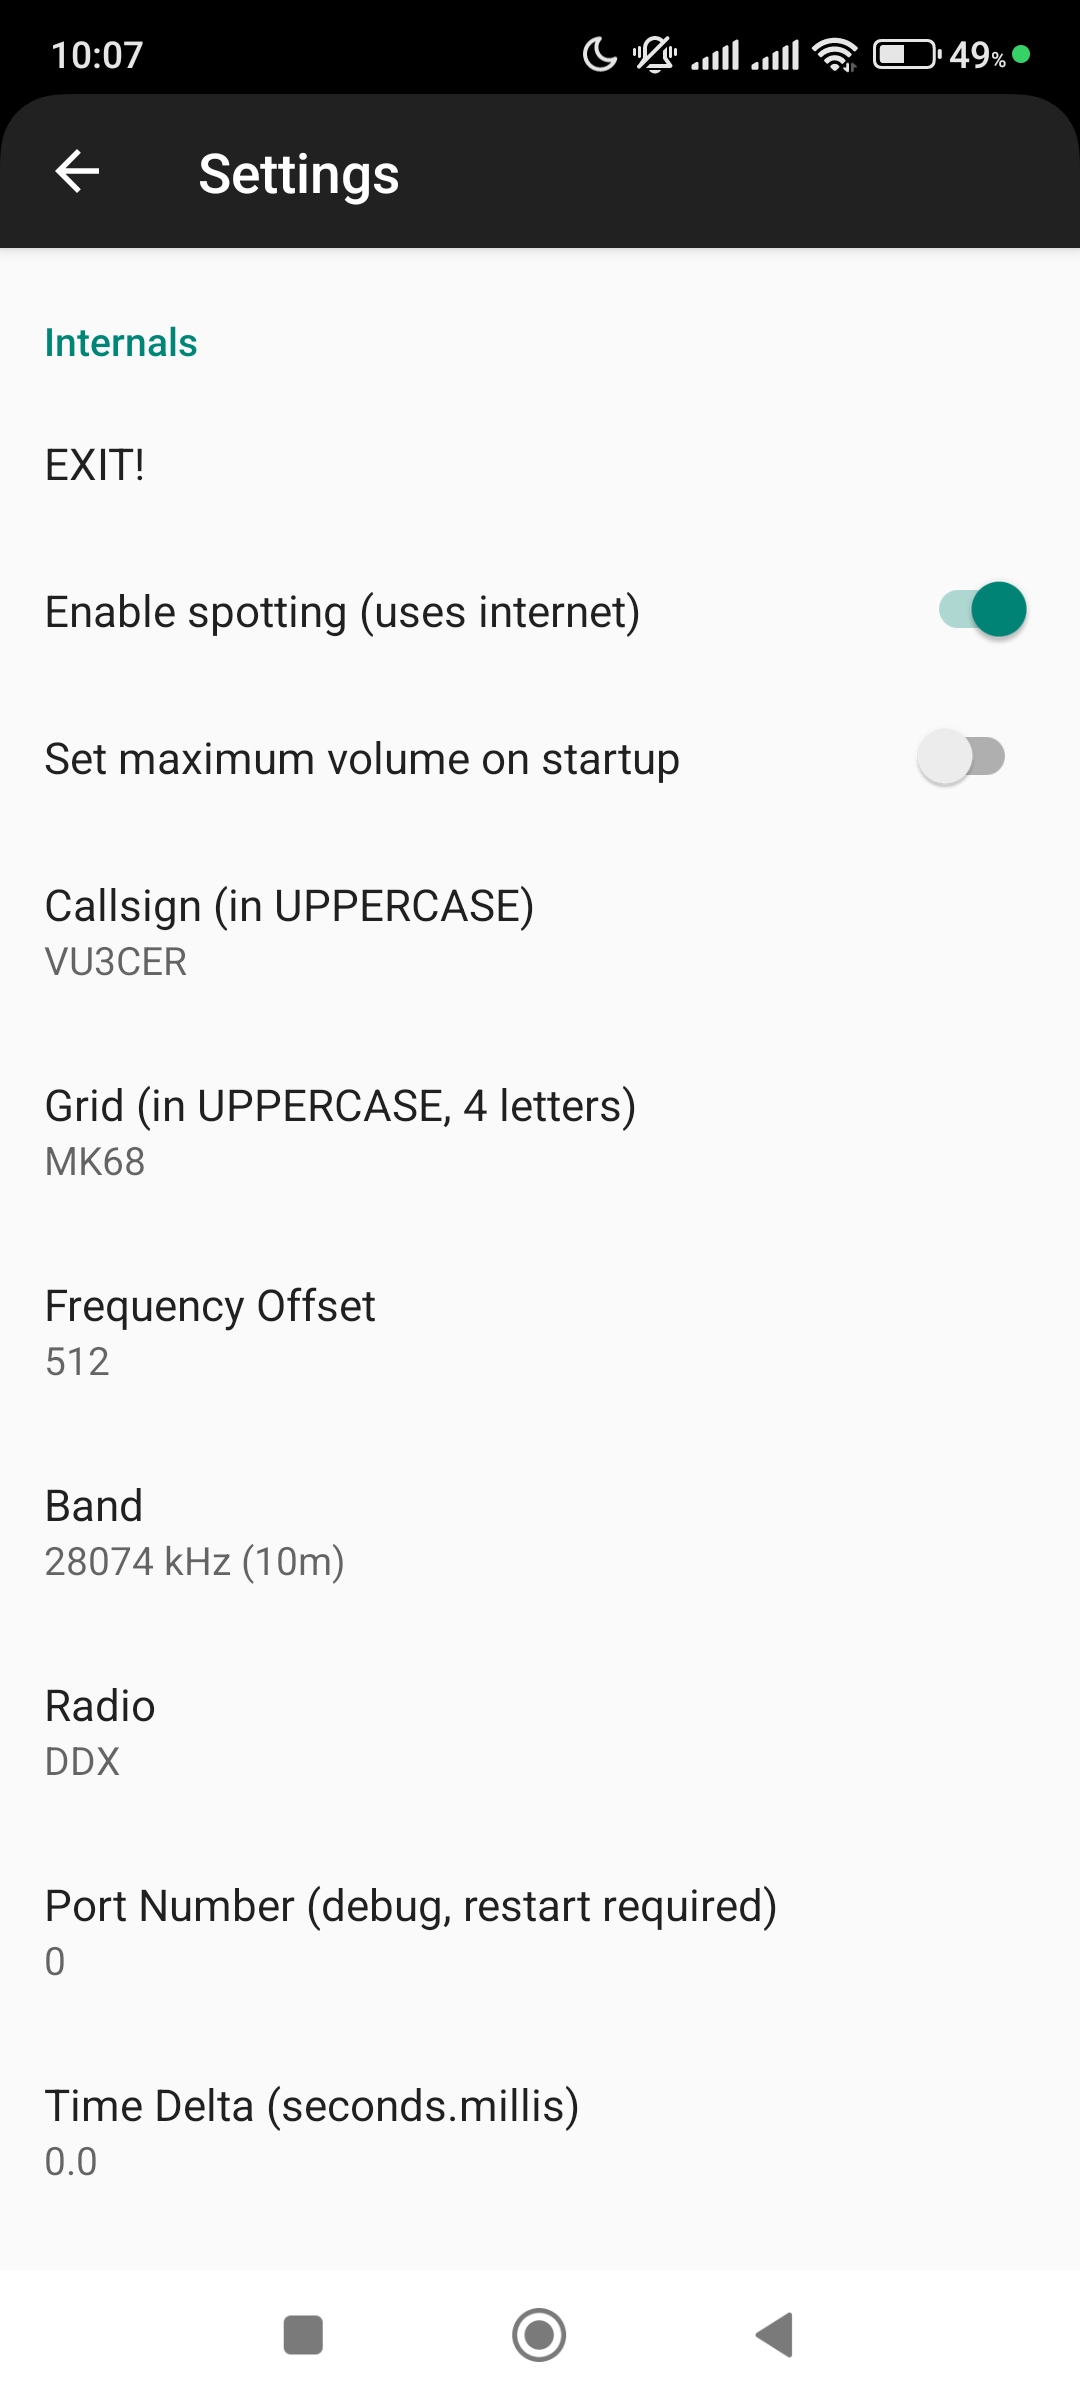 10:07
49%
Settings
Internals
EXIT!
Enable spotting (uses internet)
Set maximum volume on startup
Callsign (in UPPERCASE)
VU3CER
Grid (in UPPERCASE, 4 letters)
MK68
Frequency Offset
512
Band
28074 kHz (10m)
Radio
DDX
Port Number (debug, restart required)
0
Time Delta (seconds.millis)
0.0